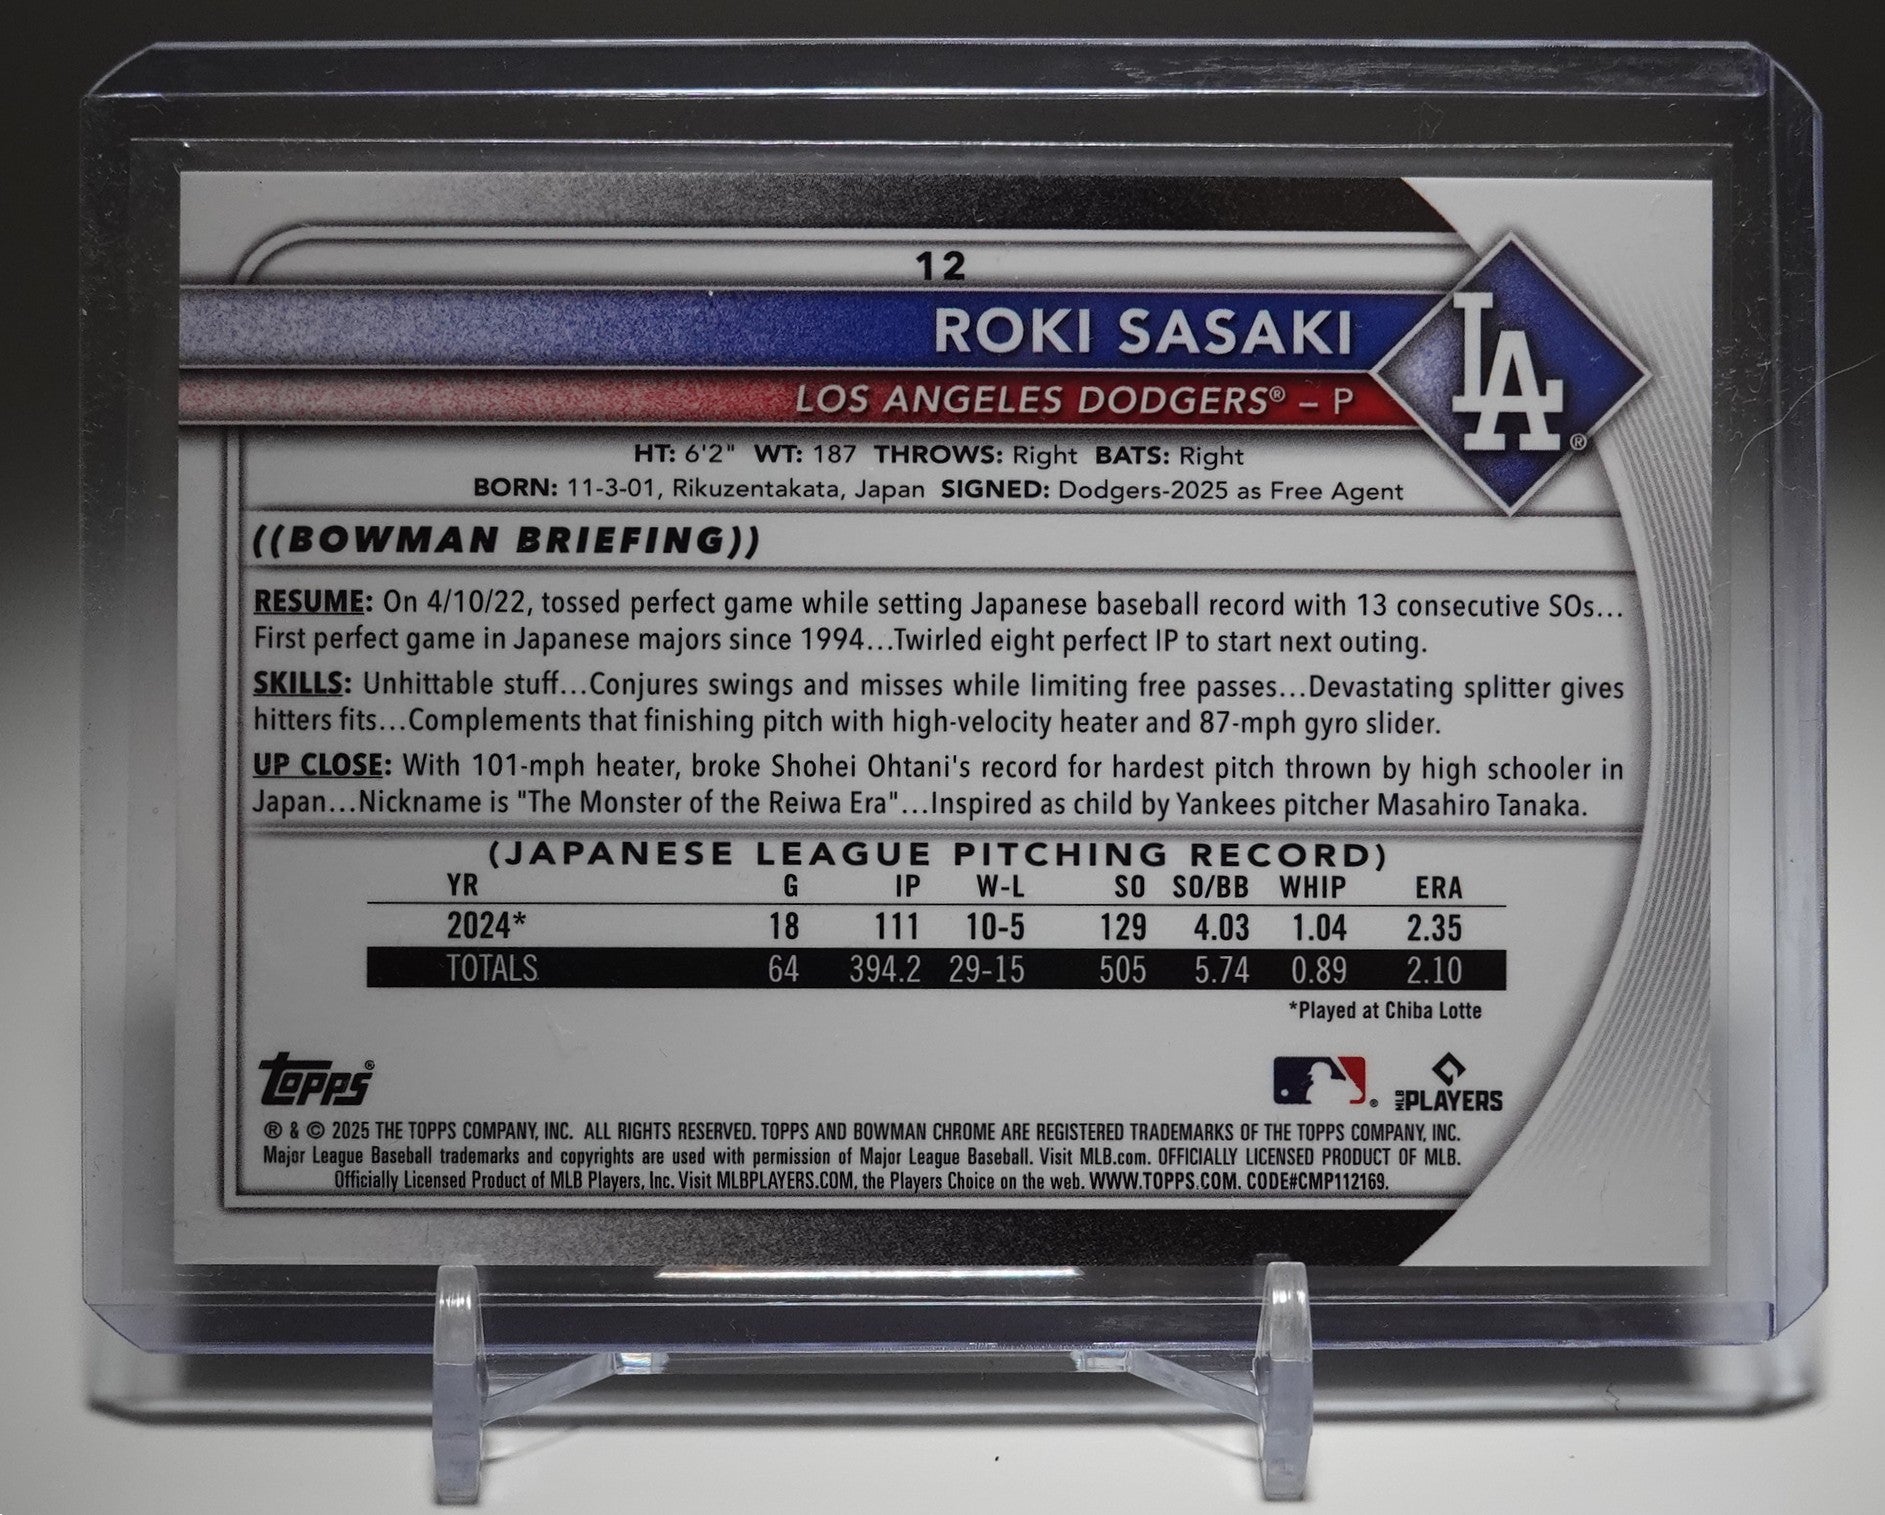 12
ROKI SASAKI
LOS ANGELES DODGERS® – P
LA ®
HT: 6'2" WT: 187 THROWS: Right BATS: Right
BORN: 11-3-01, Rikuzentakata, Japan SIGNED: Dodgers-2025 as Free Agent
((BOWMAN BRIEFING))
RESUME: On 4/10/22, tossed perfect game while setting Japanese baseball record with 13 consecutive SOs...
First perfect game in Japanese majors since 1994...Twirled eight perfect IP to start next outing.
SKILLS: Unhittable stuff...Conjures swings and misses while limiting free passes...Devastating splitter gives
hitters fits...Complements that finishing pitch with high-velocity heater and 87-mph gyro slider.
UP CLOSE: With 101-mph heater, broke Shohei Ohtani's record for hardest pitch thrown by high schooler in
Japan...Nickname is "The Monster of the Reiwa Era"...Inspired as child by Yankees pitcher Masahiro Tanaka.
(JAPANESE LEAGUE PITCHING RECORD)
YR G IP W-L SO SO/BB WHIP ERA
2024* 18 111 10-5 129 4.03 1.04 2.35
TOTALS 64 394.2 29-15 505 5.74 0.89 2.10
*Played at Chiba Lotte
Topps® ® MLB PLAYERS
® & © 2025 THE TOPPS COMPANY, INC. ALL RIGHTS RESERVED. TOPPS AND BOWMAN CHROME ARE REGISTERED TRADEMARKS OF THE TOPPS COMPANY, INC.
Major League Baseball trademarks and copyrights are used with permission of Major League Baseball. Visit MLB.com. OFFICIALLY LICENSED PRODUCT OF MLB.
Officially Licensed Product of MLB Players, Inc. Visit MLBPLAYERS.COM, the Players Choice on the web. WWW.TOPPS.COM. CODE#CMP112169.